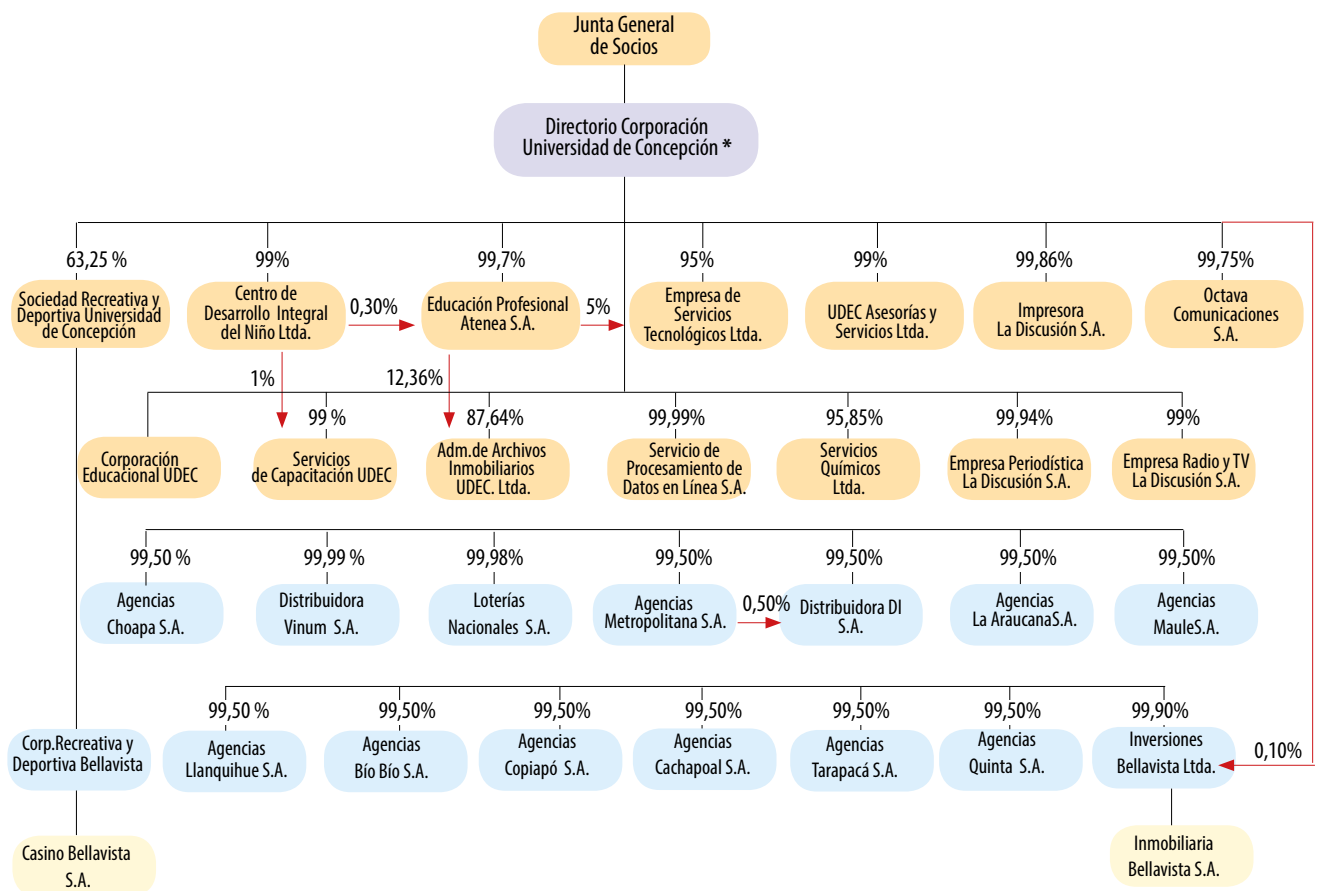 Junta General
de Socios
Directorio Corporación
Universidad de Concepción *
63,25 %
99%
99,7%
95%
99%
99,86%
99,75%
Sociedad Recreativa y
Deportiva Universidad
de Concepción
Centro de
Desarrollo Integral
del Niño Ltda.
0,30%
Educación Profesional
Atenea S.A.
5%
Empresa de
Servicios
Tecnológicos Ltda.
UDEC Asesorías y
Servicios Ltda.
Impresora
La Discusión S.A.
Octava
Comunicaciones
S.A.
1%
12,36%
99 %
87,64%
99,99%
95,85%
99,94%
99%
Corporación
Educacional UDEC
Servicios
de Capacitación UDEC
Adm.de Archivos
Inmobiliarios
UDEC. Ltda.
Servicio de
Procesamiento de
Datos en Línea S.A.
Servicios
Químicos
Ltda.
Empresa Periodística
La Discusión S.A.
Empresa Radio y TV
La Discusión S.A.
99,50 %
99,99 %
99,98%
99,50%
99,50%
99,50%
99,50%
Agencias
Choapa S.A.
Distribuidora
Vinum S.A.
Loterías
Nacionales S.A.
Agencias
Metropolitana S.A.
0,50%
Distribuidora DI
S.A.
Agencias
La AraucanaS.A.
Agencias
MauleS.A.
99,50 %
99,50%
99,50%
99,50%
99,50%
99,50%
99,90%
Corp.Recreativa y
Deportiva Bellavista
Agencias
Llanquihue S.A.
Agencias
Bío Bío S.A.
Agencias
Copiapó S.A.
Agencias
Cachapoal S.A.
Agencias
Tarapacá S.A.
Agencias
Quinta S.A.
Inversiones
Bellavista Ltda.
0,10%
Casino Bellavista
S.A.
Inmobiliaria
Bellavista S.A.